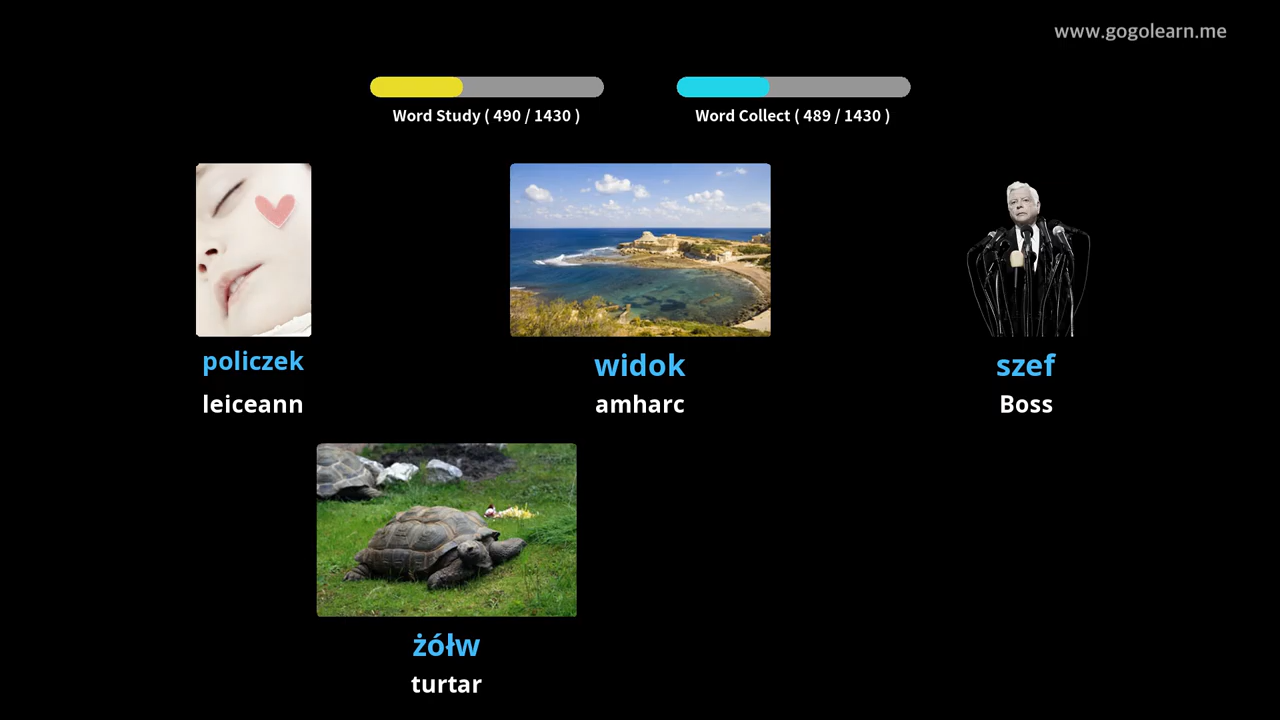 www.gogolearn.me
Word Study ( 490 / 1430 )
Word Collect ( 489 / 1430 )
policzek
leiceann
widok
amharc
szef
Boss
żółw
turtar